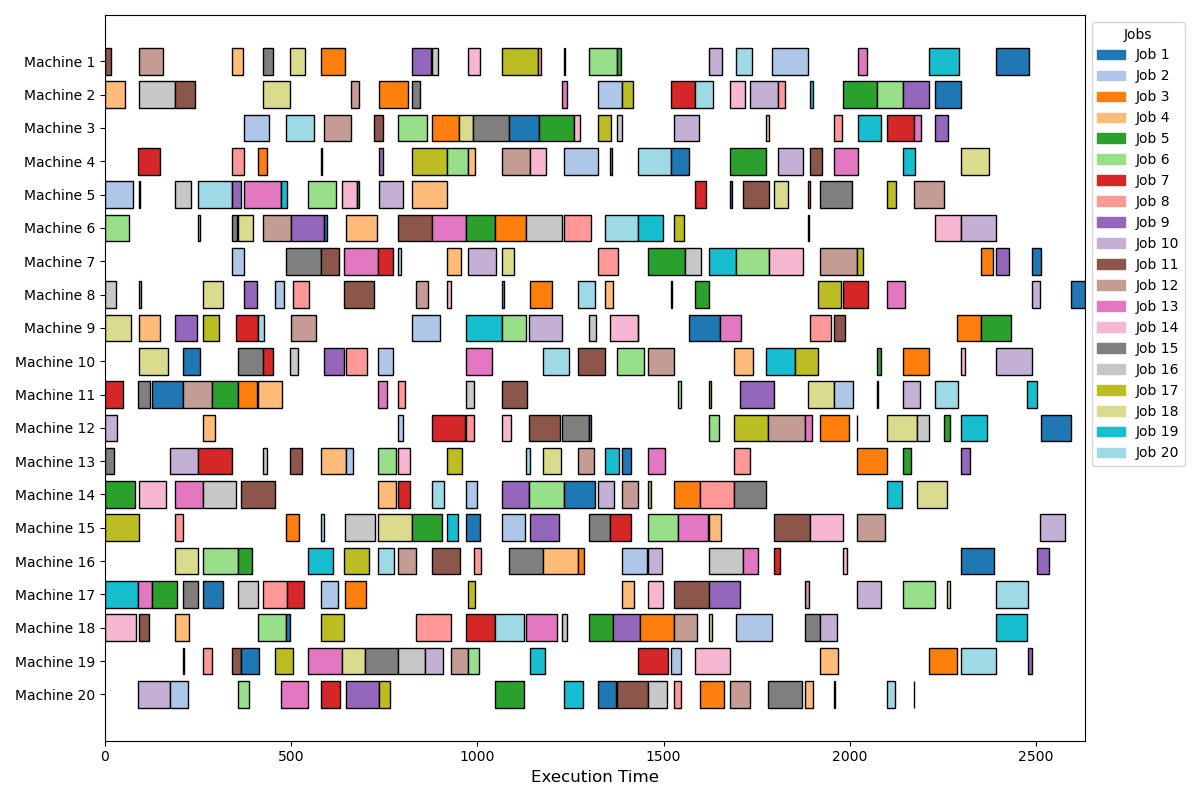 Machine 1
Machine 2
Machine 3
Machine 4
Machine 5
Machine 6
Machine 7
Machine 8
Machine 9
Machine 10
Machine 11
Machine 12
Machine 13
Machine 14
Machine 15
Machine 16
Machine 17
Machine 18
Machine 19
Machine 20
0 500 1000 1500 2000 2500
Execution Time
Jobs
Job 1
Job 2
Job 3
Job 4
Job 5
Job 6
Job 7
Job 8
Job 9
Job 10
Job 11
Job 12
Job 13
Job 14
Job 15
Job 16
Job 17
Job 18
Job 19
Job 20